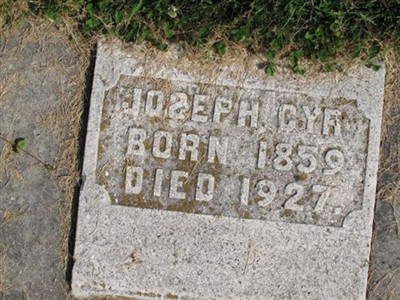 JOSEPH CYR
BORN 1859
DIED 1927.